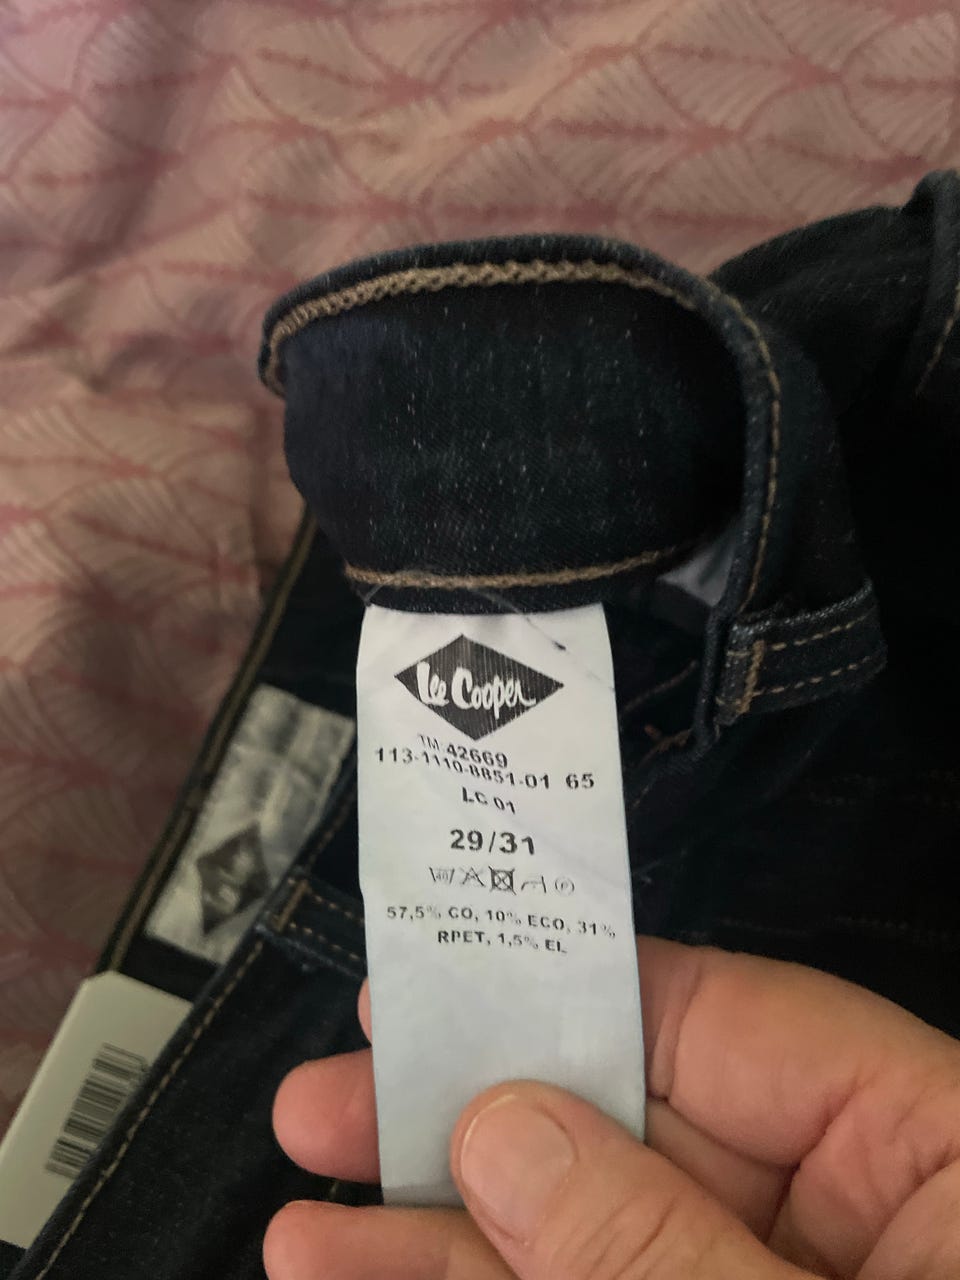 Lee Cooper
TM 42669
113-1110-8851-01 65
LC 01
29/31
57,5% CO, 10% ECO, 31%
RPET, 1,5% EL